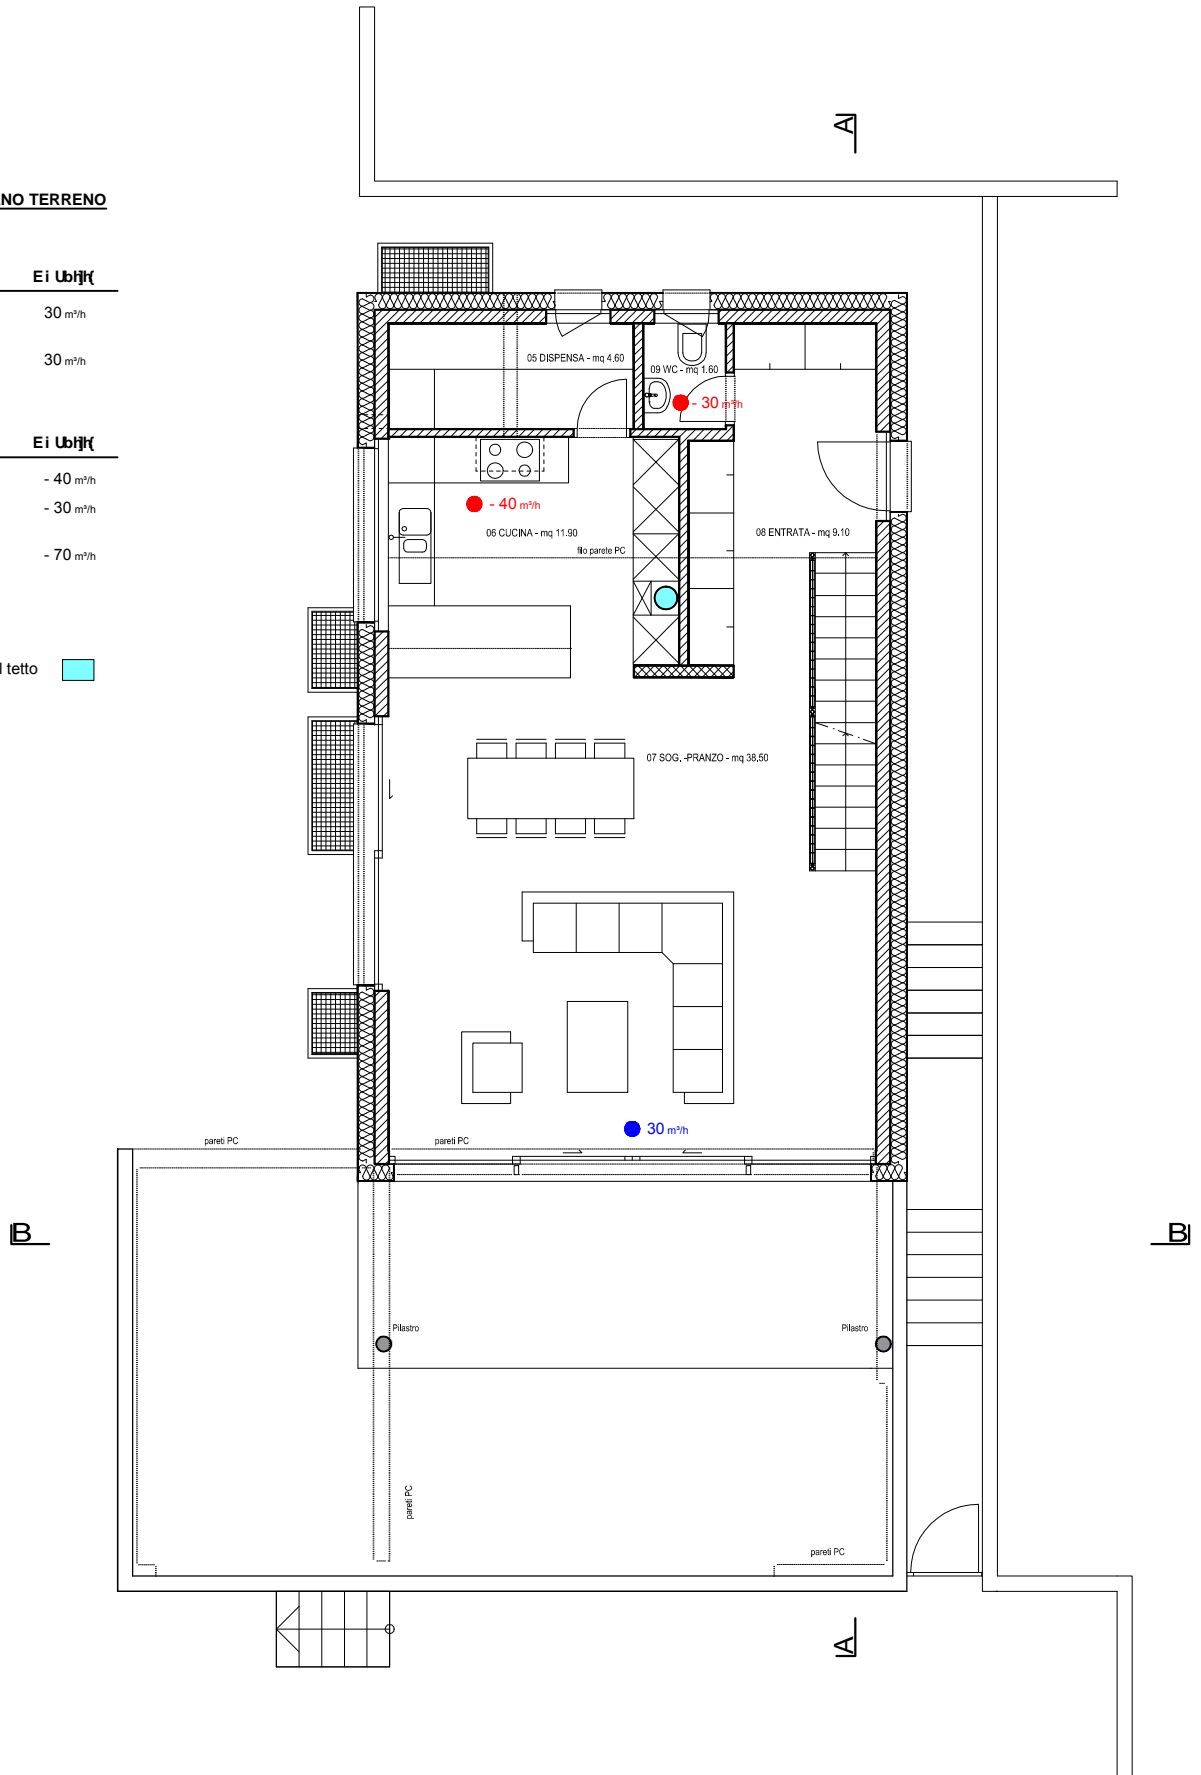 NO TERRENO
30 m³/h
30 m³/h
- 40 m³/h
- 30 m³/h
- 70 m³/h
l tetto
A
05 DISPENSA - mq 4.60
09 WC - mq 1.60
- 30 m³/h
- 40 m³/h
06 CUCINA - mq 11.90
08 ENTRATA - mq 9.10
filo parete PC
07 SOG. -PRANZO - mq 38.50
30 m³/h
pareti PC
pareti PC
B
B
Pilastro
Pilastro
pareti PC
pareti PC
A